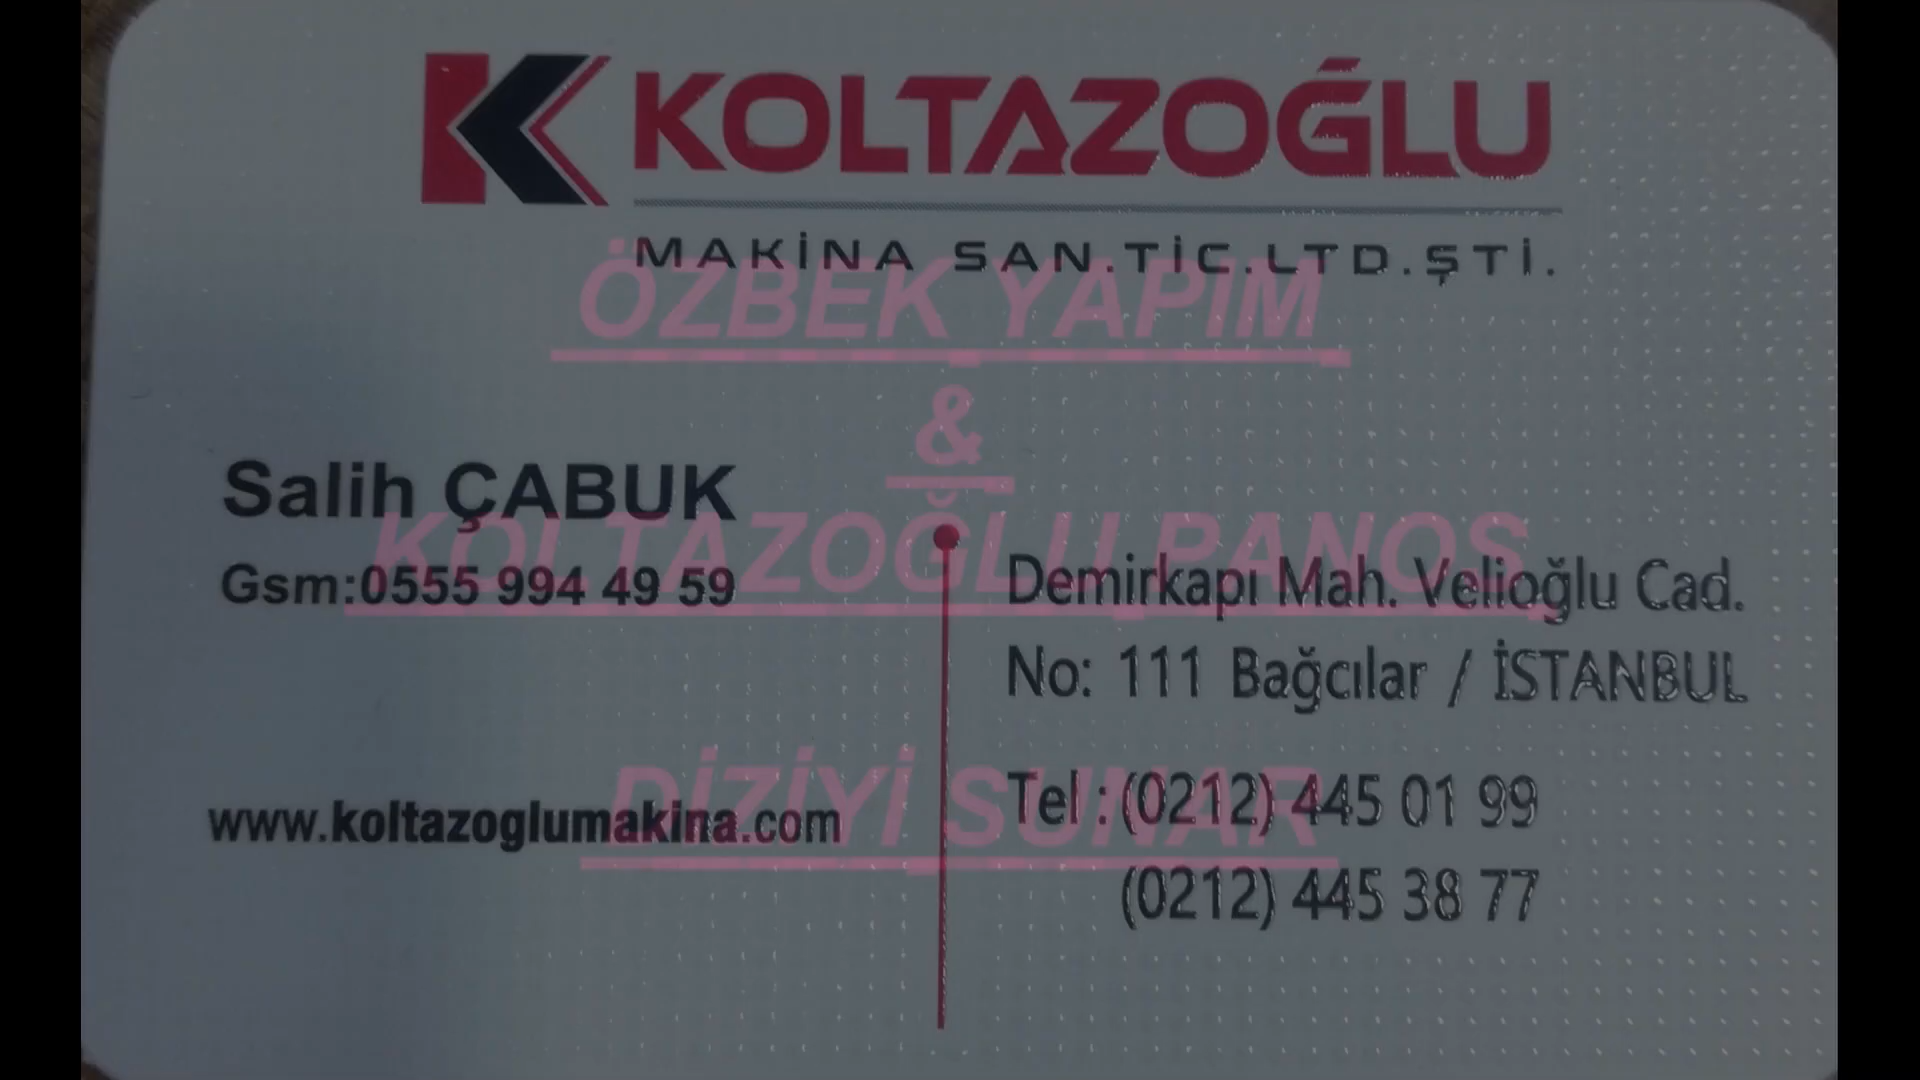 KOLTAZOĞLU
MAKİNA SAN.TİC.LTD.ŞTİ.
ÖZBEK YAPIM
&
KOLTAZOĞLU PANOS
DİZİYİ SUNAR
Salih ÇABUK
Gsm:0555 994 49 59
www.koltazoglumakina.com
Demirkapı Mah. Velioğlu Cad.
No: 111 Bağcılar / İSTANBUL
Tel : (0212) 445 01 99
(0212) 445 38 77